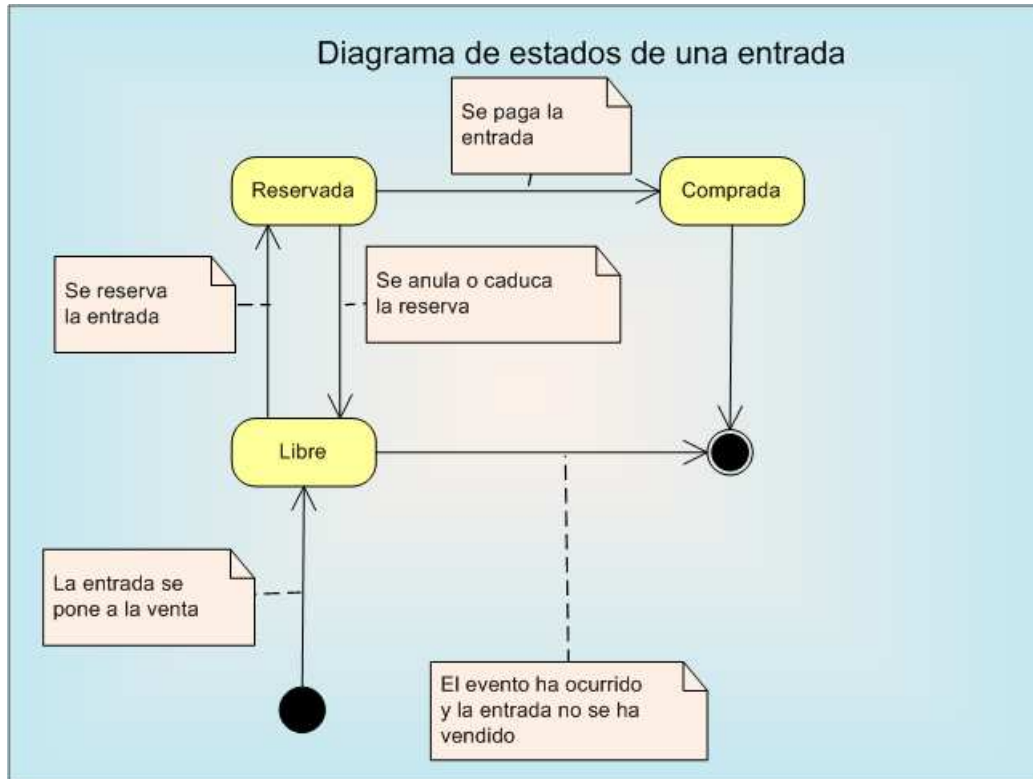 Diagrama de estados de una entrada
Se paga la
entrada
Reservada
Comprada
Se reserva
la entrada
Se anula o caduca
la reserva
Libre
La entrada se
pone a la venta
El evento ha ocurrido
y la entrada no se ha
vendido